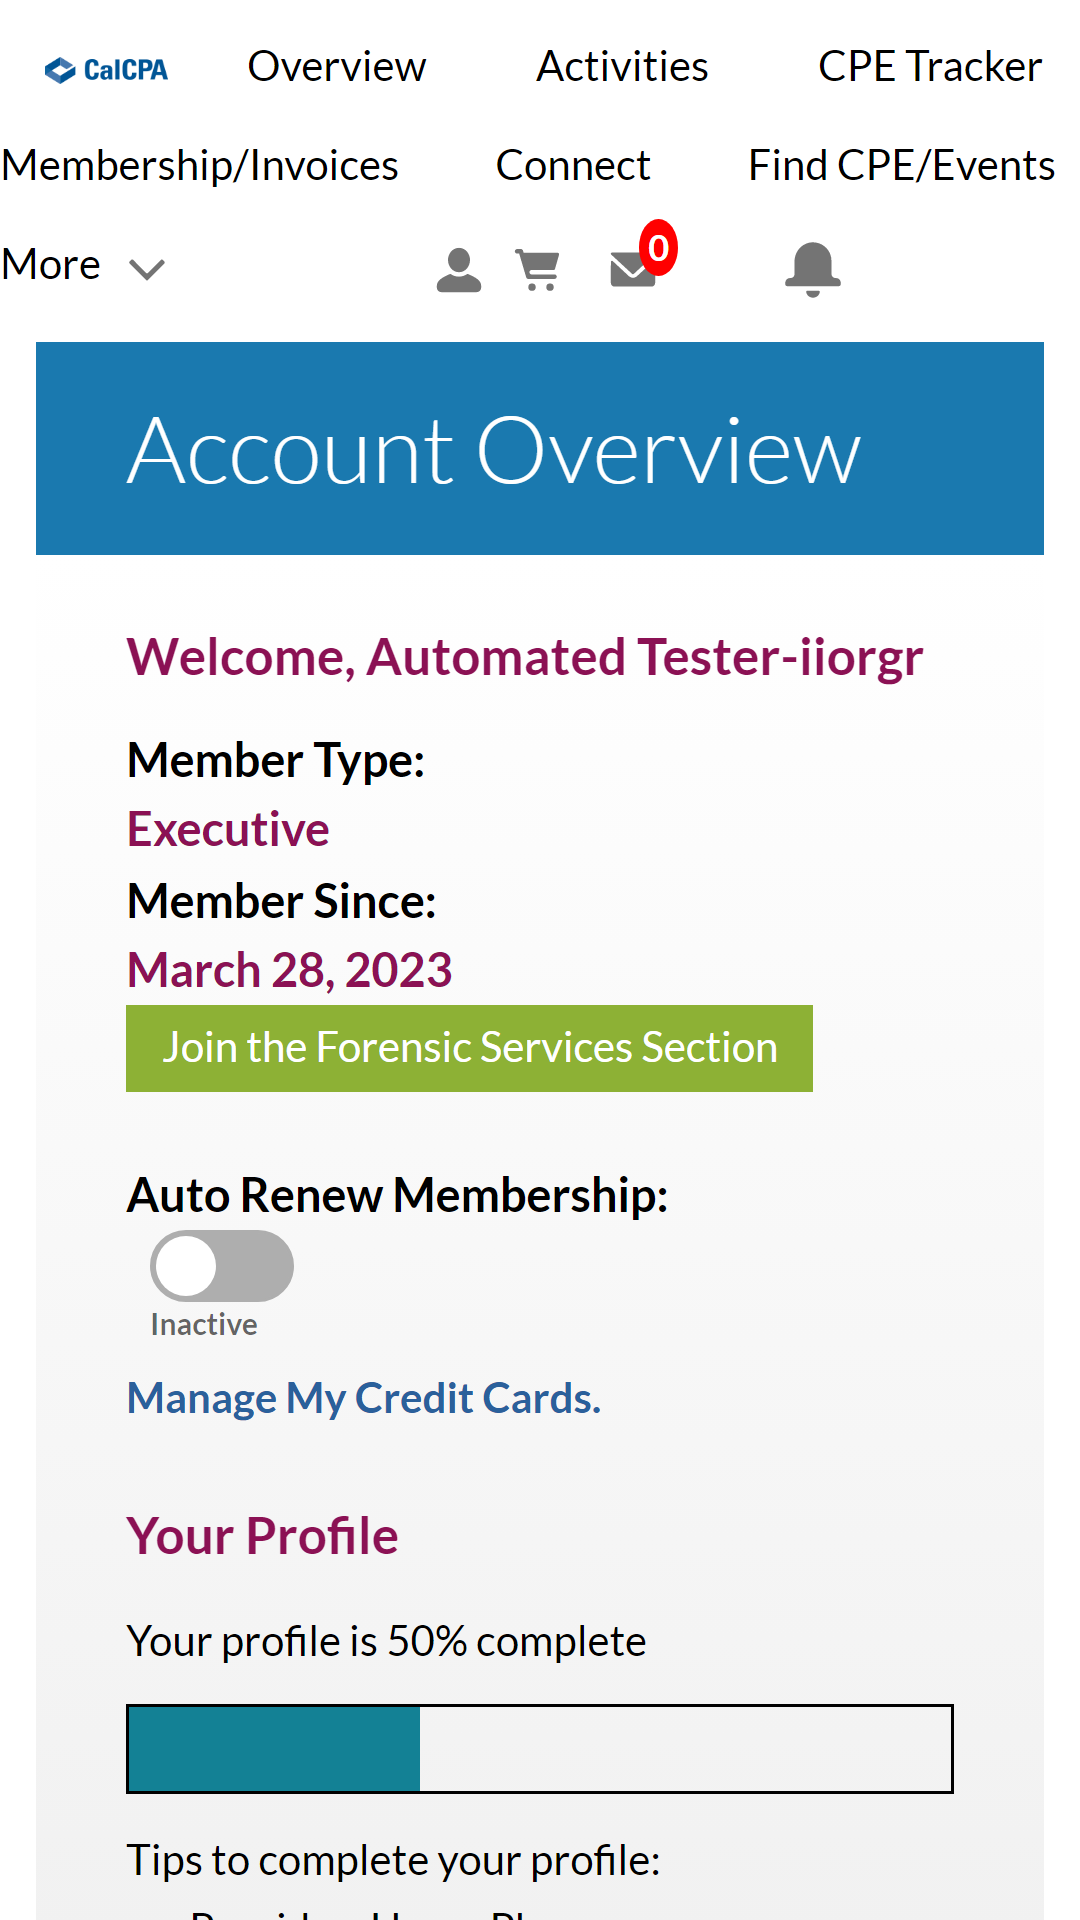 CalCPA Overview Activities CPE Tracker
Membership/Invoices Connect Find CPE/Events
More 0
Account Overview
Welcome, Automated Tester-iiorgr
Member Type:
Executive
Member Since:
March 28, 2023
Join the Forensic Services Section
Auto Renew Membership:
Inactive
Manage My Credit Cards.
Your Profile
Your profile is 50% complete
Tips to complete your profile: